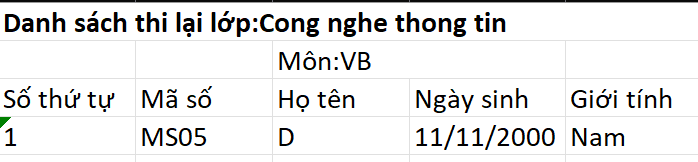 Danh sách thi lại lớp:Cong nghe thong tin
Môn:VB
Số thứ tự Mã số Họ tên Ngày sinh Giới tính
1 MS05 D 11/11/2000 Nam